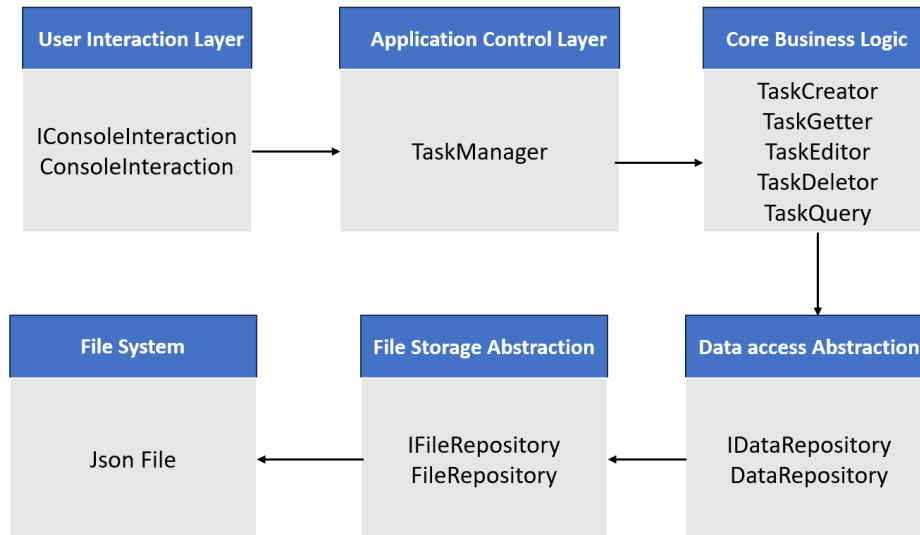 User Interaction Layer
IConsoleInteraction
ConsoleInteraction
Application Control Layer
TaskManager
Core Business Logic
TaskCreator
TaskGetter
TaskEditor
TaskDeletor
TaskQuery
File System
Json File
File Storage Abstraction
IFileRepository
FileRepository
Data access Abstraction
IDataRepository
DataRepository